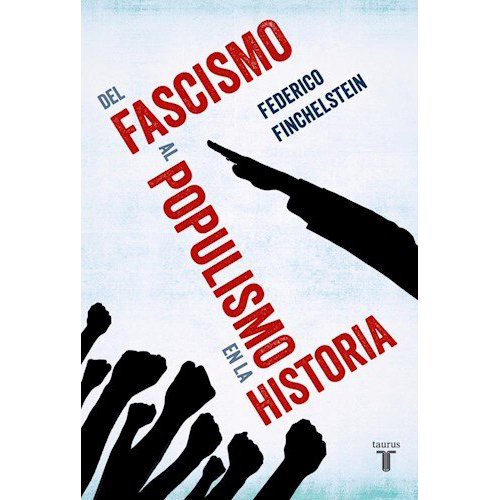 DEL
FASCISMO
AL
POPULISMO
EN LA
HISTORIA
FEDERICO
FINCHELSTEIN
taurus